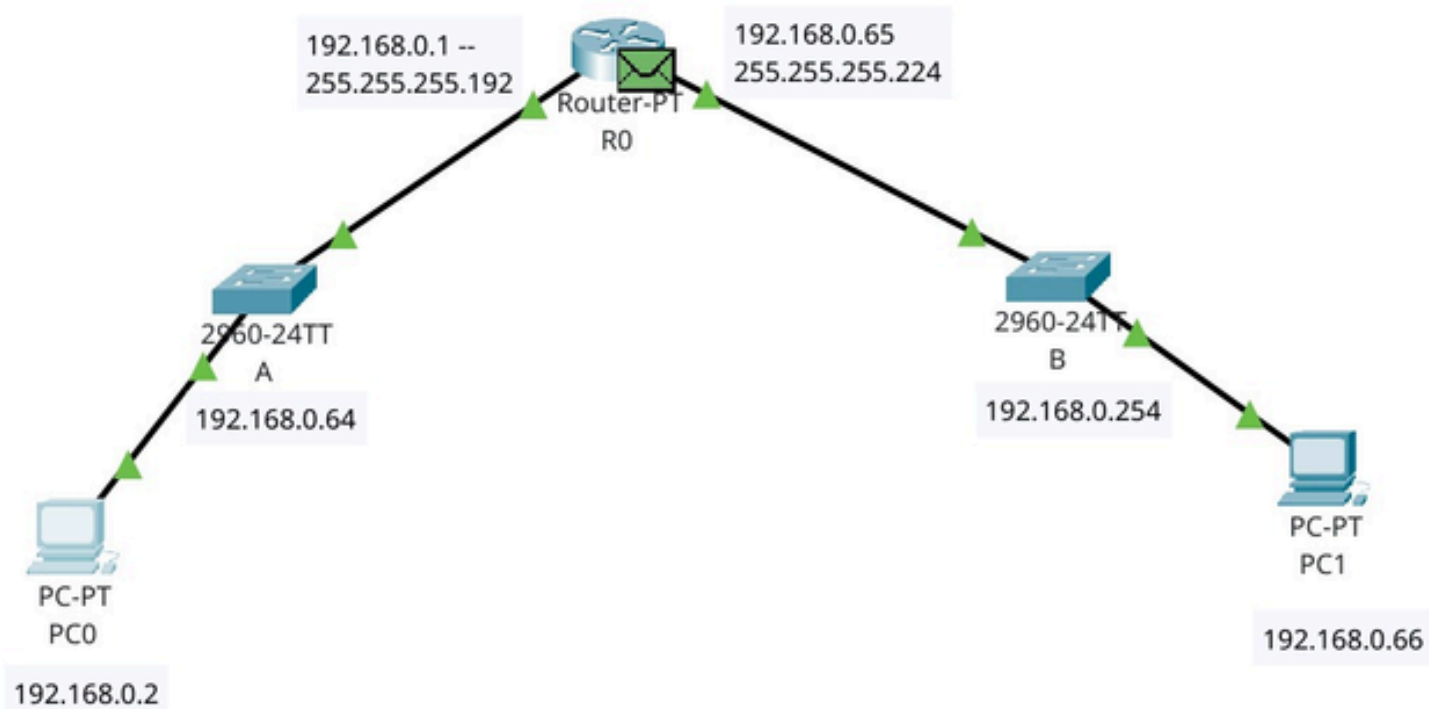 192.168.0.1 --
255.255.255.192
192.168.0.65
255.255.255.224
Router-PT
R0
2960-24TT
A
192.168.0.64
2960-24TT
B
192.168.0.254
PC-PT
PC0
192.168.0.2
PC-PT
PC1
192.168.0.66